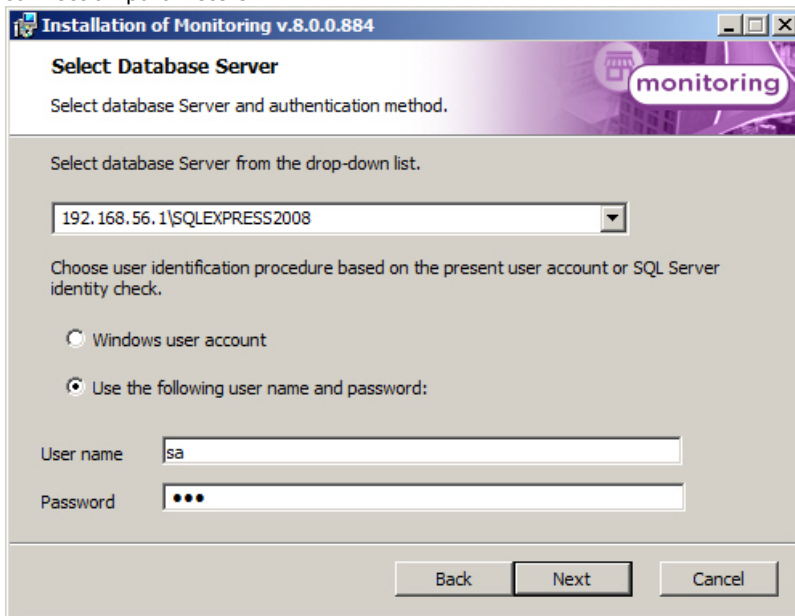 Installation of Monitoring v.8.0.0.884
Select Database Server
monitoring
Select database Server and authentication method.
Select database Server from the drop-down list.
192.168.56.1\SQLEXPRESS2008
Choose user identification procedure based on the present user account or SQL Server
identity check.
Windows user account
Use the following user name and password:
User name sa
Password •••
Back Next Cancel